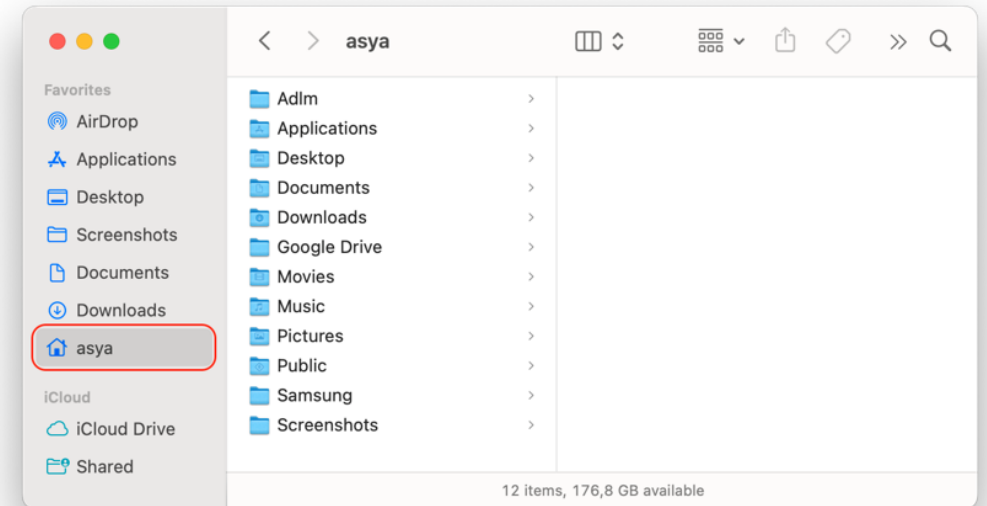 asya
Favorites
AirDrop
Applications
Desktop
Screenshots
Documents
Downloads
asya
iCloud
iCloud Drive
Shared
Adlm
Applications
Desktop
Documents
Downloads
Google Drive
Movies
Music
Pictures
Public
Samsung
Screenshots
12 items, 176,8 GB available